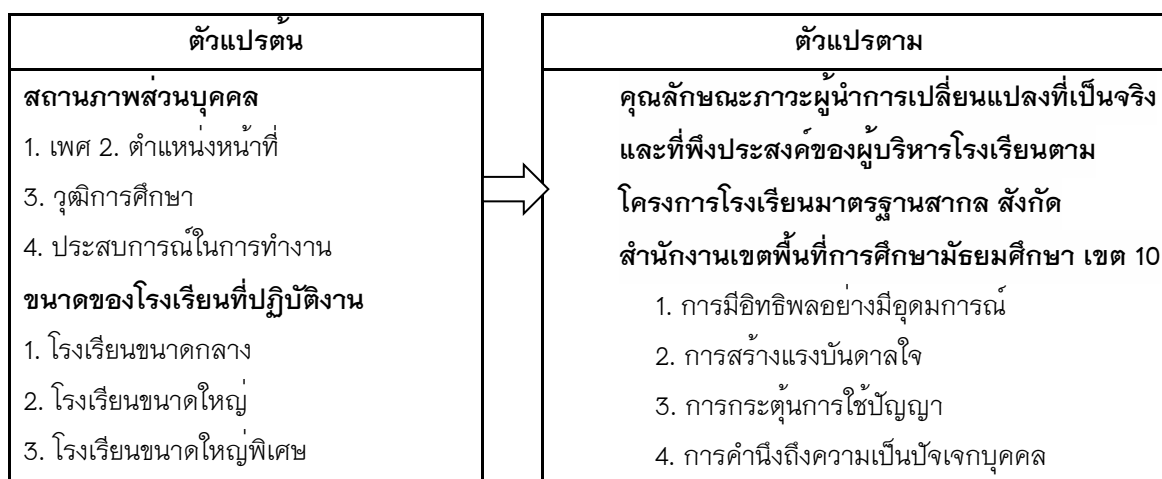 ตัวแปรต้น
สถานภาพส่วนบุคคล
1. เพศ 2. ตำแหน่งหน้าที่
3. วุฒิการศึกษา
4. ประสบการณ์ในการทำงาน
ขนาดของโรงเรียนที่ปฏิบัติงาน
1. โรงเรียนขนาดกลาง
2. โรงเรียนขนาดใหญ่
3. โรงเรียนขนาดใหญ่พิเศษ
ตัวแปรตาม
คุณลักษณะภาวะผู้นำการเปลี่ยนแปลงที่เป็นจริง
และที่พึงประสงค์ของผู้บริหารโรงเรียนตาม
โครงการโรงเรียนมาตรฐานสากล สังกัด
สำนักงานเขตพื้นที่การศึกษามัธยมศึกษา เขต 10
1. การมีอิทธิพลอย่างมีอุดมการณ์
2. การสร้างแรงบันดาลใจ
3. การกระตุ้นการใช้ปัญญา
4. การคำนึงถึงความเป็นปัจเจกบุคคล